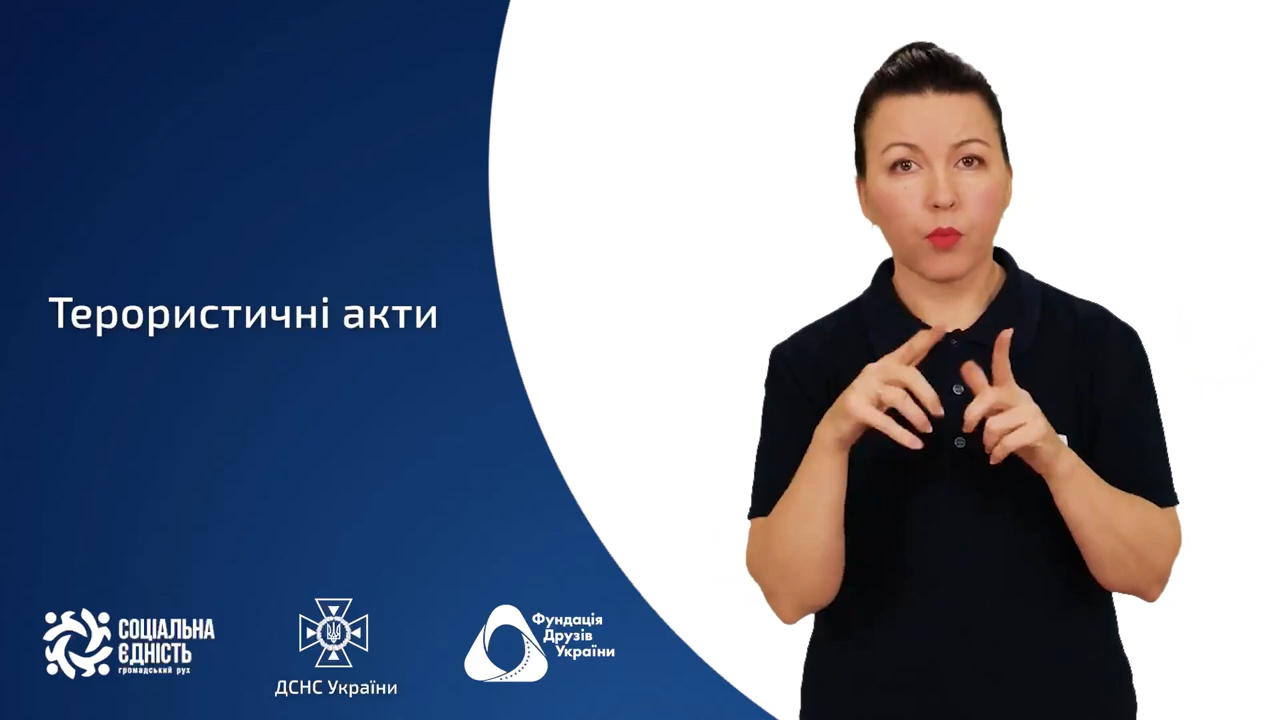 Терористичні акти
СОЦІАЛЬНА
ЄДНІСТЬ
громадський рух
ДСНС України
Фундація
Друзів
України